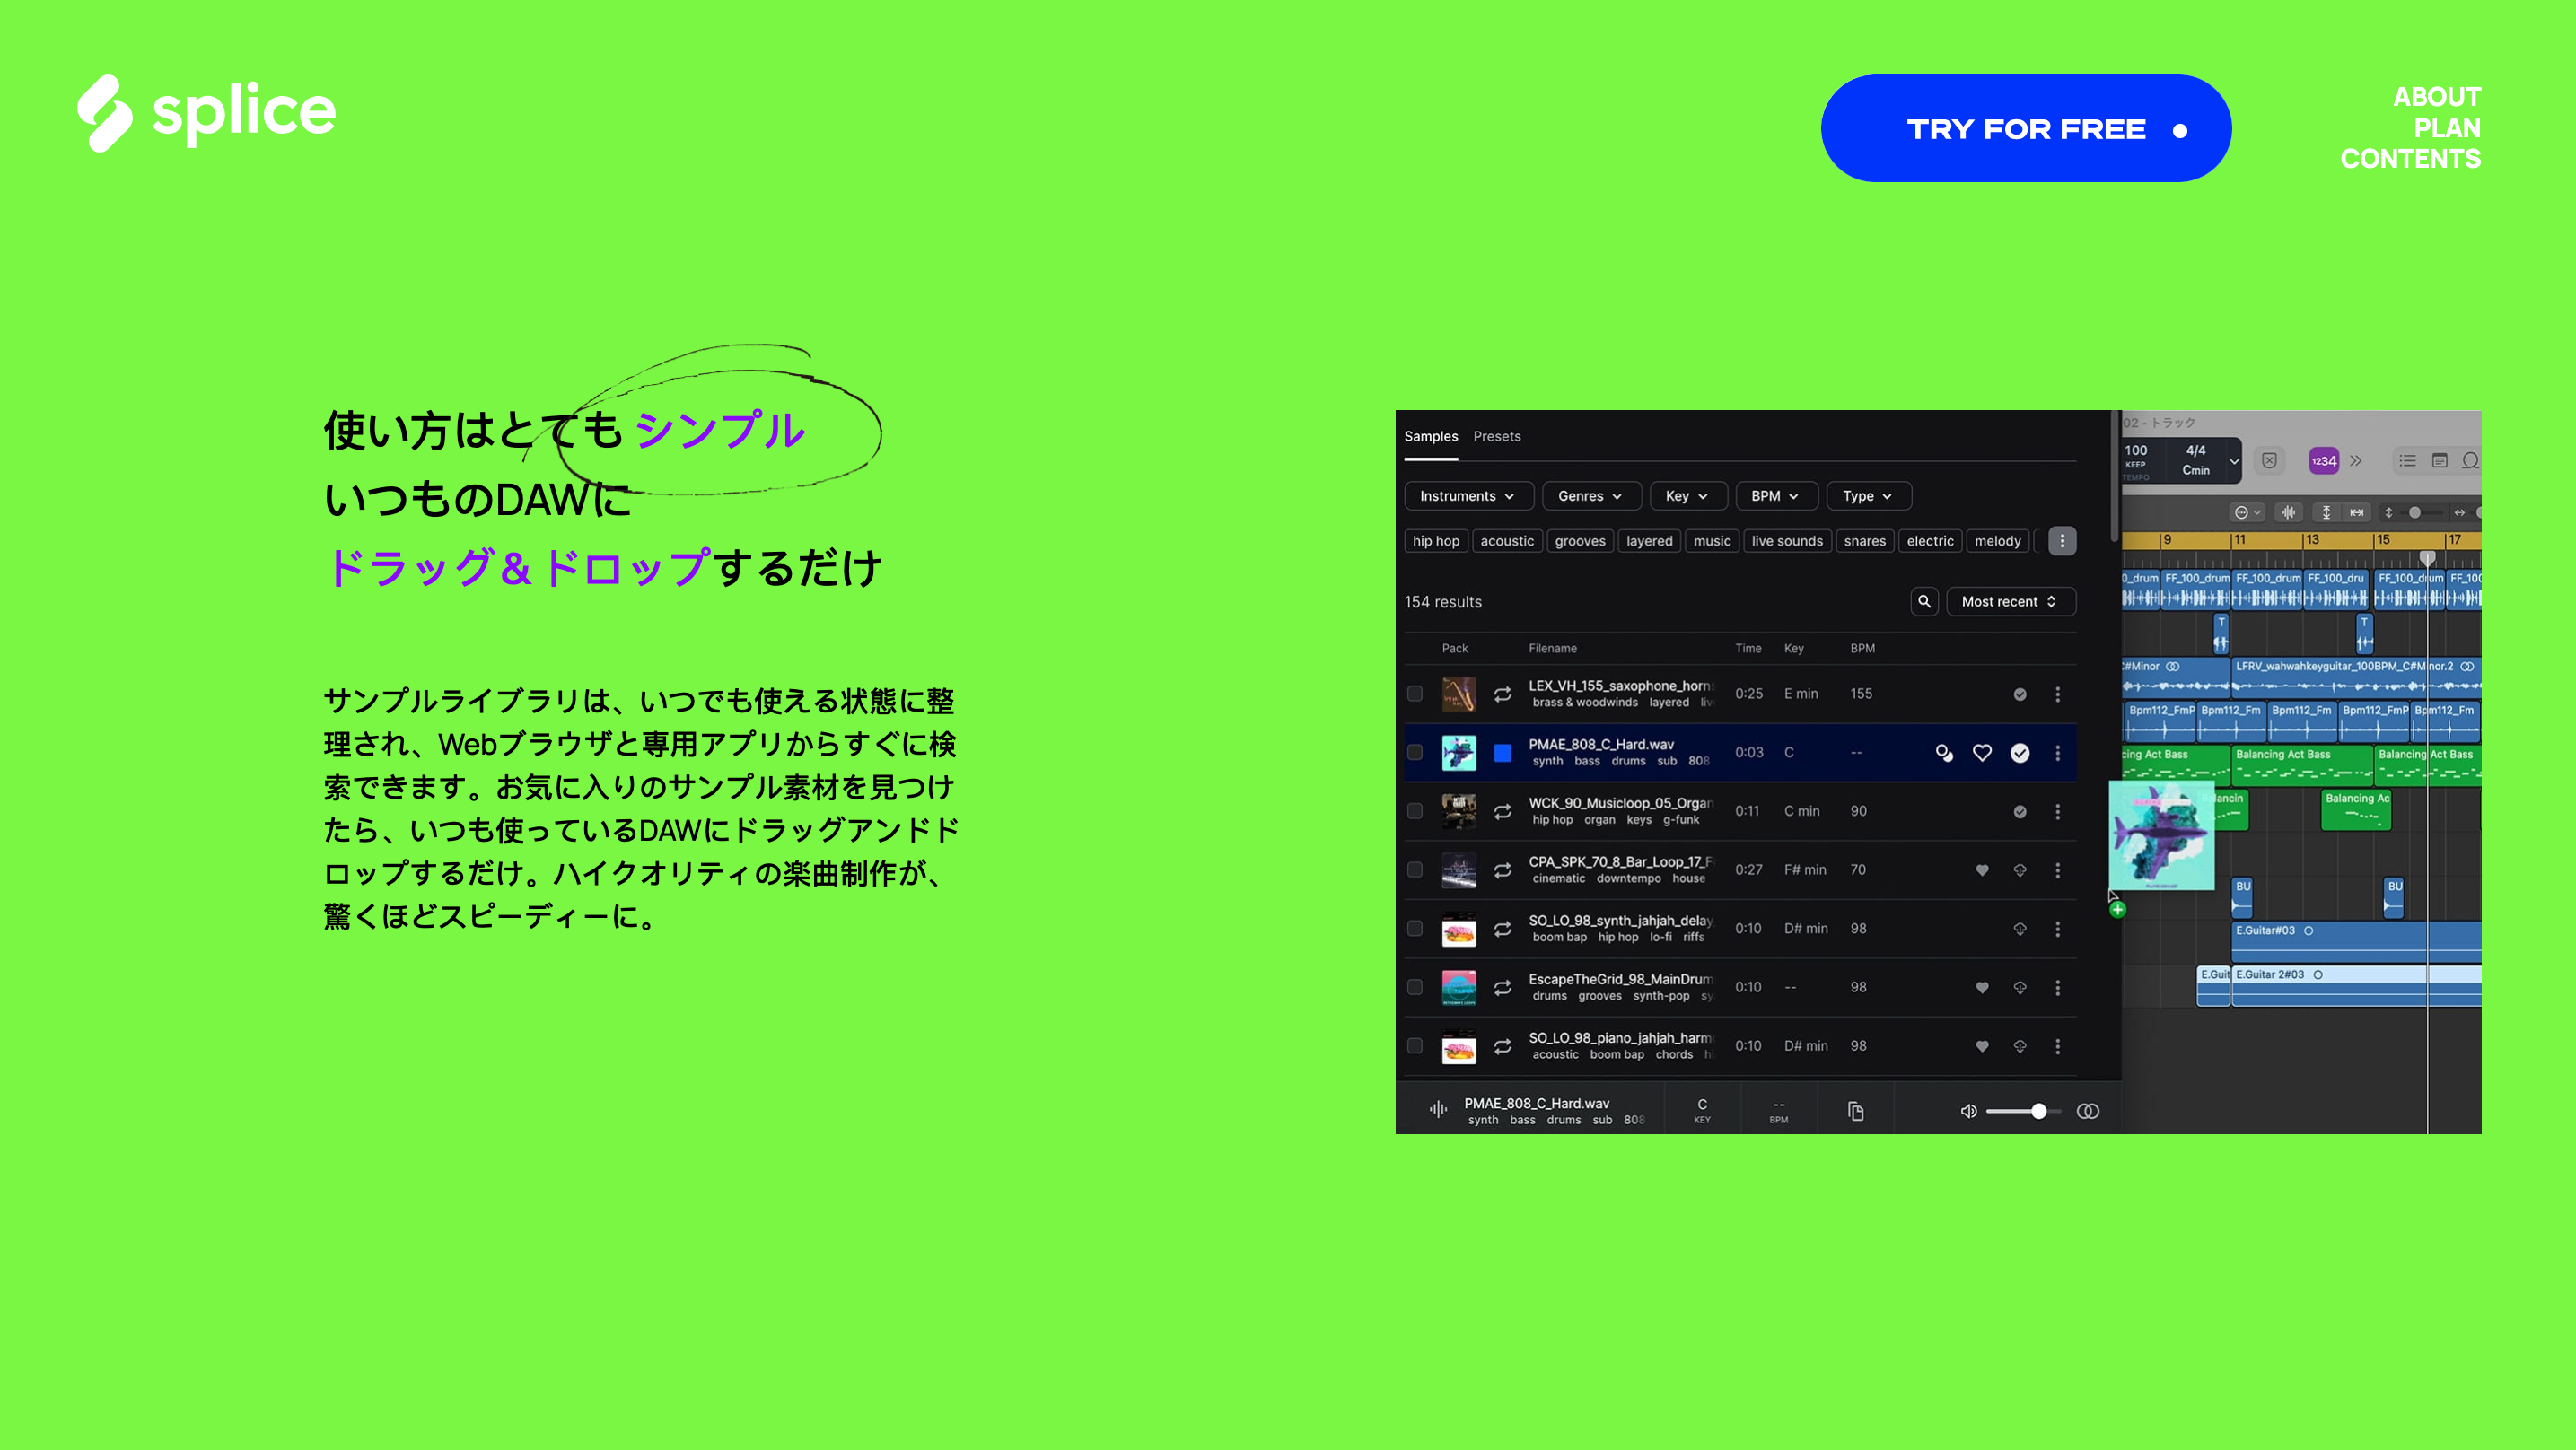 splice
TRY FOR FREE
ABOUT
PLAN
CONTENTS
使い方はとても シンプル
いつものDAWに
ドラッグ＆ドロップするだけ
サンプルライブラリは、いつでも使える状態に整
理され、Webブラウザと専用アプリからすぐに検
索できます。お気に入りのサンプル素材を見つけ
たら、いつも使っているDAWにドラッグアンドド
ロップするだけ。ハイクオリティの楽曲制作が、
驚くほどスピーディーに。
Samples Presets
Instruments Genres Key BPM Type
hip hop acoustic grooves layered music live sounds snares electric melody
154 results Most recent
Pack Filename Time Key BPM
LEX_VH_155_saxophone_horns 0:25 E min 155
brass & woodwinds layered liv
PMAE_808_C_Hard.wav 0:03 C --
synth bass drums sub 808
WCK_90_Musicloop_05_Organ 0:11 C min 90
hip hop organ keys g-funk
CPA_SPK_70_8_Bar_Loop_17_F 0:27 F# min 70
cinematic downtempo house
SO_LO_98_synth_jahjah_delay 0:10 D# min 98
boom bap hip hop lo-fi riffs
EscapeTheGrid_98_MainDrum 0:10 -- 98
drums grooves synth-pop sy
SO_LO_98_piano_jahjah_harm 0:10 D# min 98
acoustic boom bap chords hi
PMAE_808_C_Hard.wav C --
synth bass drums sub 808 KEY BPM
02 - トラック
100 4/4
KEEP Cmin
TEMPO
1234
9 11 13 15 17
0_drum FF_100_drum FF_100_drum FF_100_dru FF_100_drum FF_100
T T
C#Minor LFRV_wahwahkeyguitar_100BPM_C#Minor.2
Bpm112_FmP Bpm112_Fm Bpm112_Fm Bpm112_FmP Bpm112_Fm
cing Act Bass Balancing Act Bass Balancing Act Bass
Balancin Balancing Ac
BU BU
E.Guitar#03
E.Guit E.Guitar 2#03